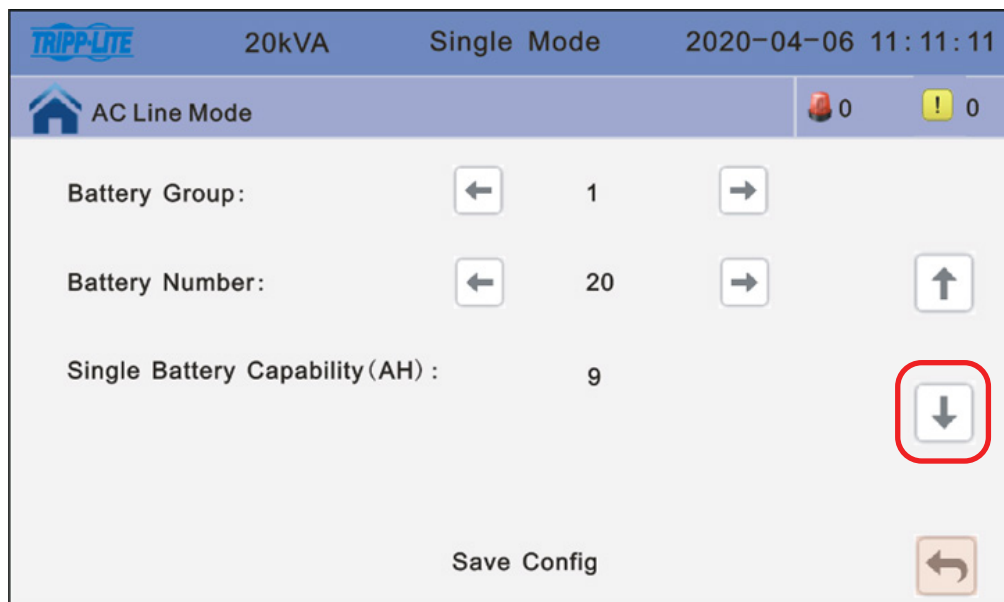 TRIPP-LITE 20kVA Single Mode 2020-04-06 11:11:11
AC Line Mode 0 ! 0
Battery Group: 1
Battery Number: 20
Single Battery Capability(AH): 9
Save Config